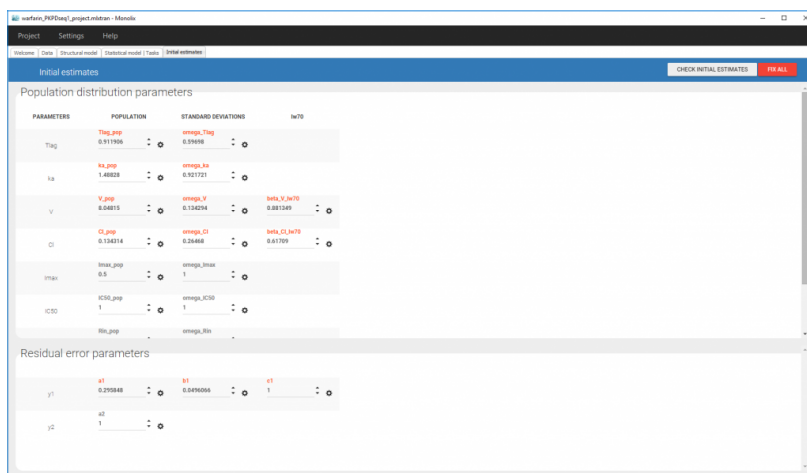 warfarin_PKPDseq1_project.mlxtran - Monolix
Project Settings Help
Welcome Data Structural model Statistical model | Tasks Initial estimates
Initial estimates CHECK INITIAL ESTIMATES FIX ALL
Population distribution parameters
PARAMETERS POPULATION STANDARD DEVIATIONS lw70
Tlag_pop omega_Tlag
Tlag 0.911906 0.59698
ka_pop omega_ka
ka 1.48828 0.921721
V_pop omega_V beta_V_lw70
V 8.04815 0.134294 0.881349
Cl_pop omega_Cl beta_Cl_lw70
Cl 0.134314 0.26468 0.61709
Imax_pop omega_Imax
Imax 0.5 1
IC50_pop omega_IC50
IC50 1 1
Rin_pop omega_Rin
Residual error parameters
a1 b1 c1
y1 0.295848 0.0496066 1
a2
y2 1